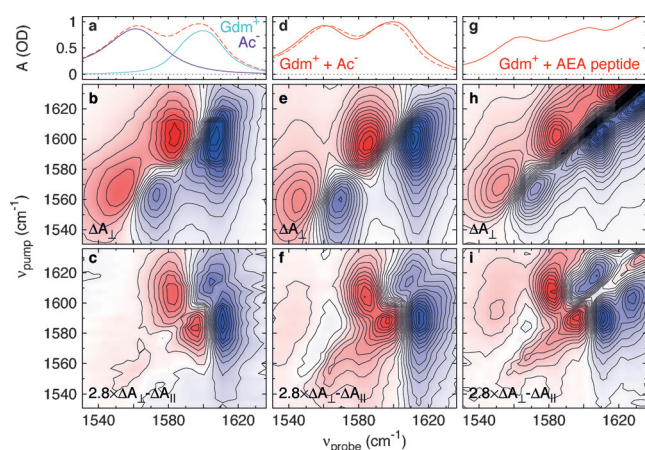 a
Gdm⁺
Ac⁻
d
Gdm⁺ + Ac⁻
g
Gdm⁺ + AEA peptide
A (OD)
1
0.5
0
b
e
h
1620
1600
1580
1560
1540
ΔA⊥
ΔA⊥
ΔA⊥
ν_pump (cm⁻¹)
c
f
i
1620
1600
1580
1560
1540
2.8×ΔA⊥-ΔA||
2.8×ΔA⊥-ΔA||
2.8×ΔA⊥-ΔA||
1540 1580 1620 1540 1580 1620 1540 1580 1620
ν_probe (cm⁻¹)